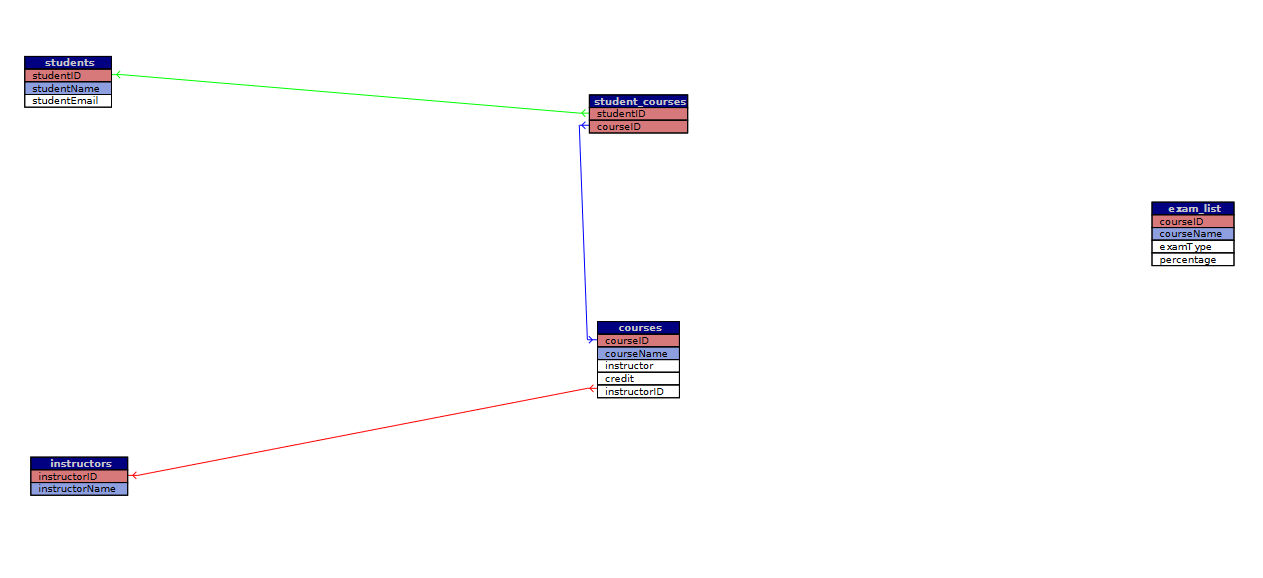 students
studentID
studentName
studentEmail
student_courses
studentID
courseID
exam_list
courseID
courseName
examType
percentage
courses
courseID
courseName
instructor
credit
instructorID
instructors
instructorID
instructorName